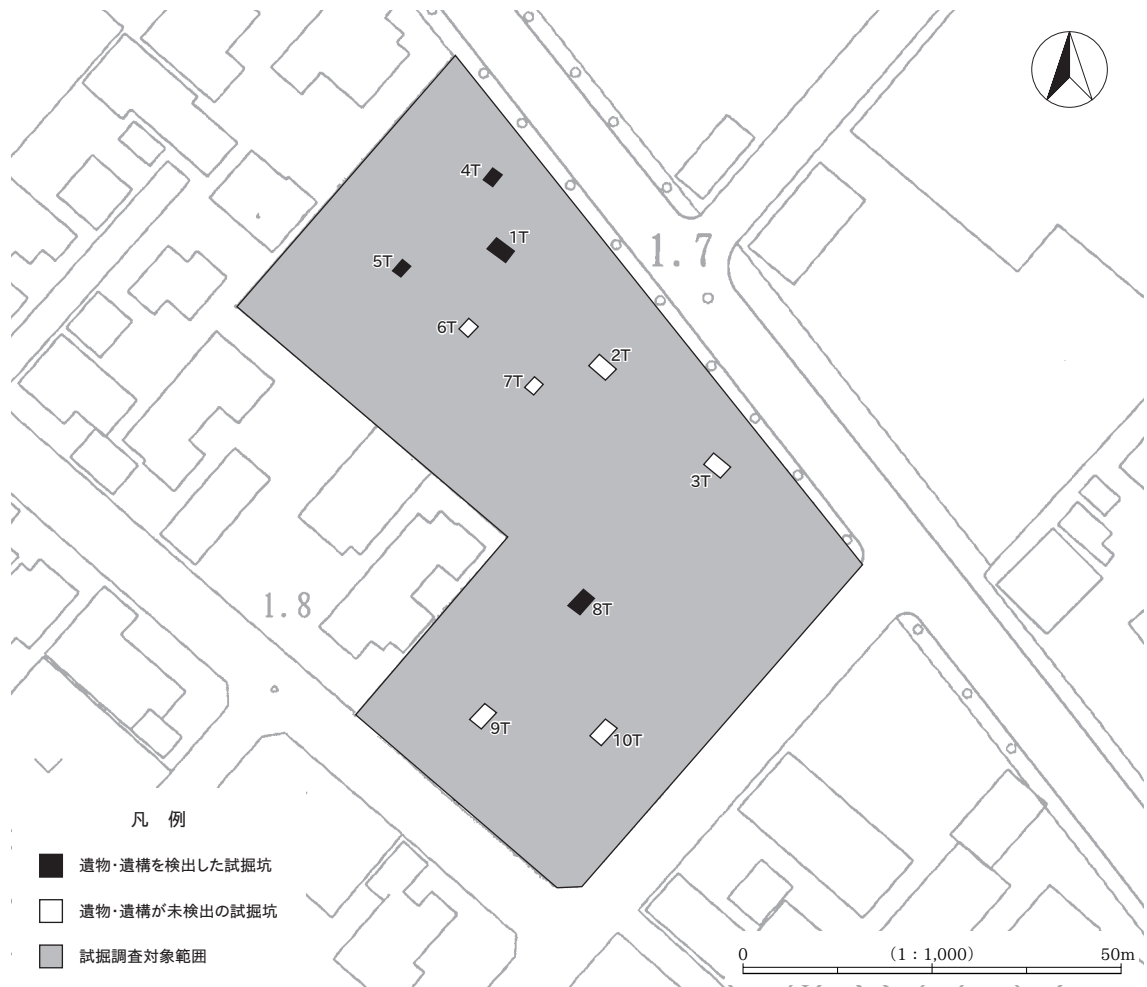 4T
1T
1.7
5T
6T
2T
7T
3T
1.8
8T
9T
10T
凡 例
遺物・遺構を検出した試掘坑
遺物・遺構が未検出の試掘坑
試掘調査対象範囲
0 (1：1,000) 50m